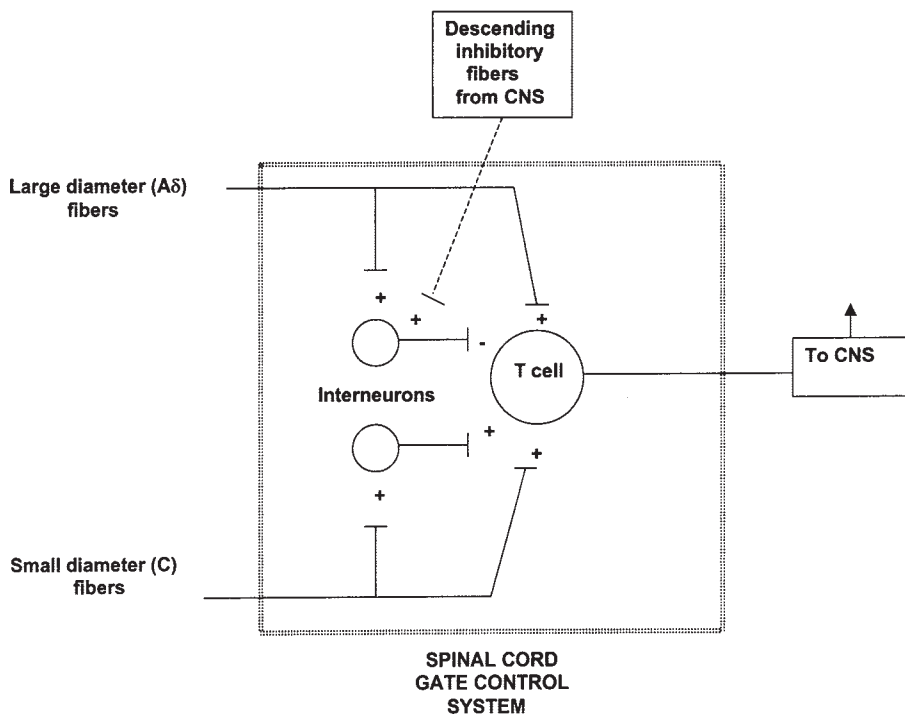 Descending
inhibitory
fibers
from CNS
Large diameter (Aδ)
fibers
+
+
+
-
T cell
To CNS
Interneurons
+
+
+
Small diameter (C)
fibers
SPINAL CORD
GATE CONTROL
SYSTEM